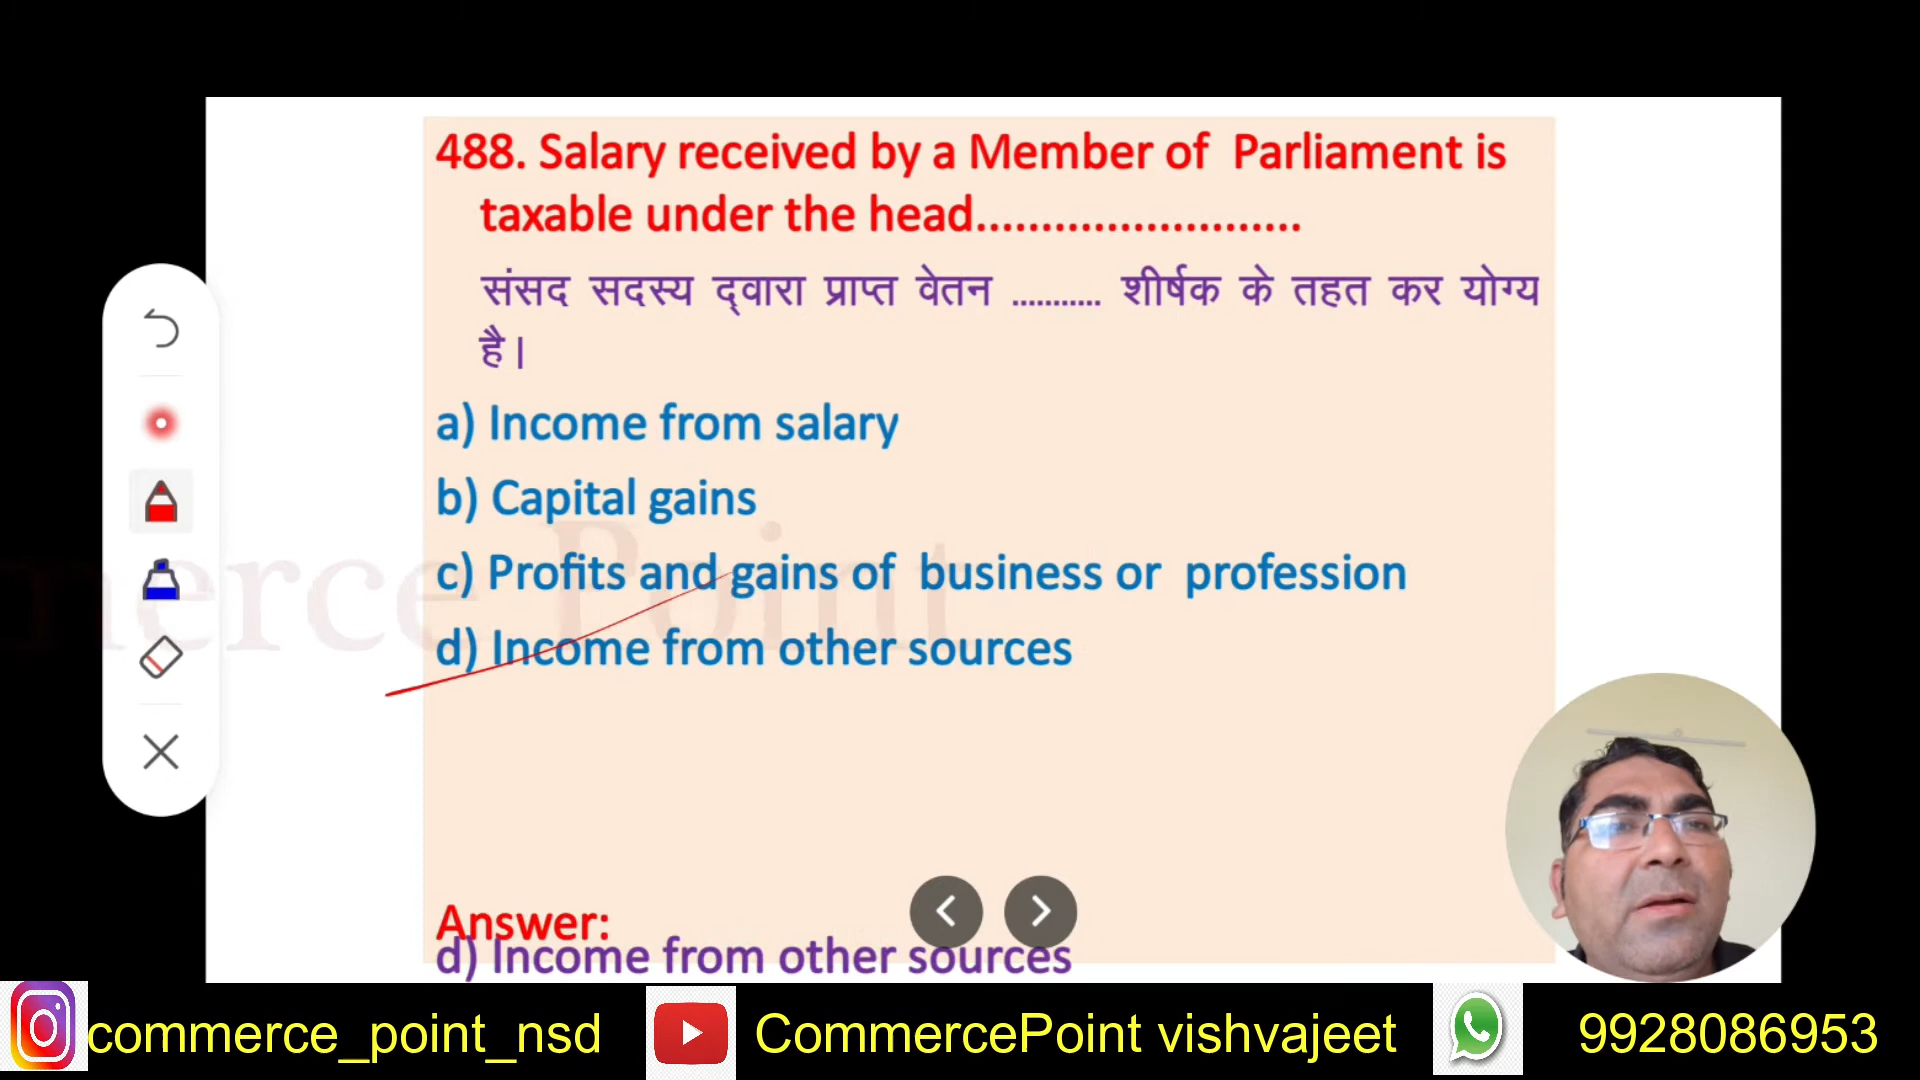 488. Salary received by a Member of Parliament is
taxable under the head.........................
संसद सदस्य द्वारा प्राप्त वेतन ........... शीर्षक के तहत कर योग्य
है।
a) Income from salary
b) Capital gains
c) Profits and gains of business or profession
d) Income from other sources
Answer:
d) Income from other sources
commerce_point_nsd CommercePoint vishvajeet 9928086953